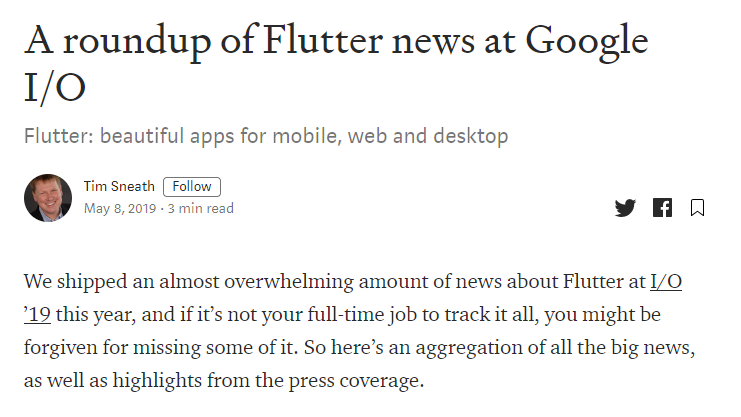 A roundup of Flutter news at Google
I/O
Flutter: beautiful apps for mobile, web and desktop
Tim Sneath Follow
May 8, 2019 · 3 min read
We shipped an almost overwhelming amount of news about Flutter at I/O
’19 this year, and if it’s not your full-time job to track it all, you might be
forgiven for missing some of it. So here’s an aggregation of all the big news,
as well as highlights from the press coverage.